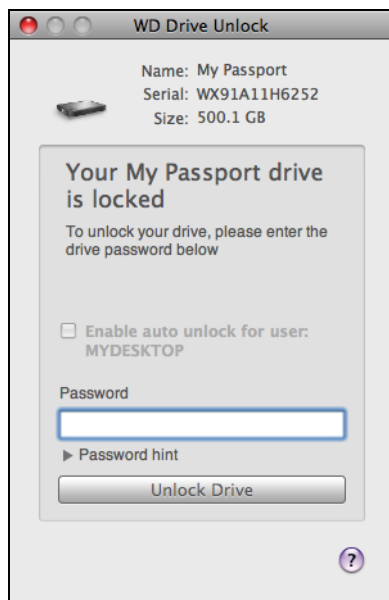 WD Drive Unlock
Name: My Passport
Serial: WX91A11H6252
Size: 500.1 GB
Your My Passport drive
is locked
To unlock your drive, please enter the
drive password below
Enable auto unlock for user:
MYDESKTOP
Password
Password hint
Unlock Drive
?